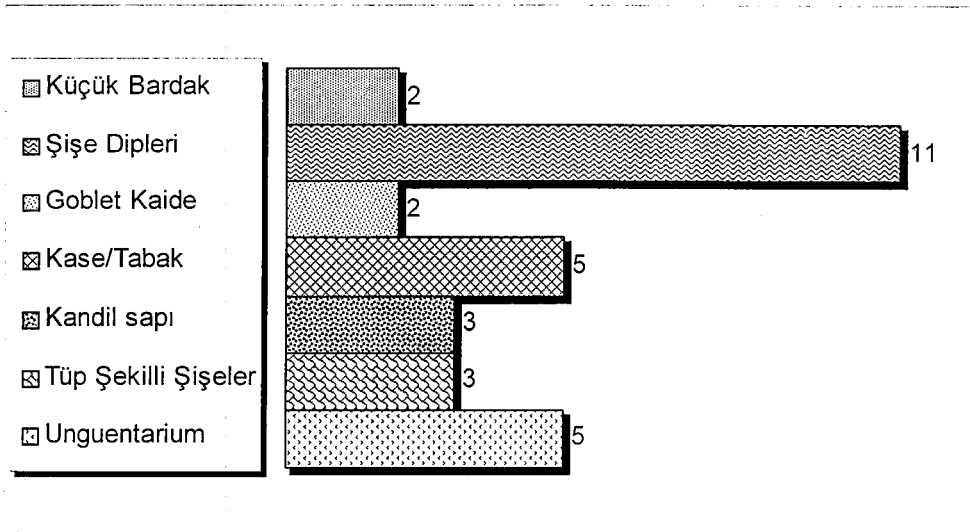 Küçük Bardak
Şişe Dipleri
Goblet Kaide
Kase/Tabak
Kandil sapı
Tüp Şekilli Şişeler
Unguentarium
2
11
2
5
3
3
5